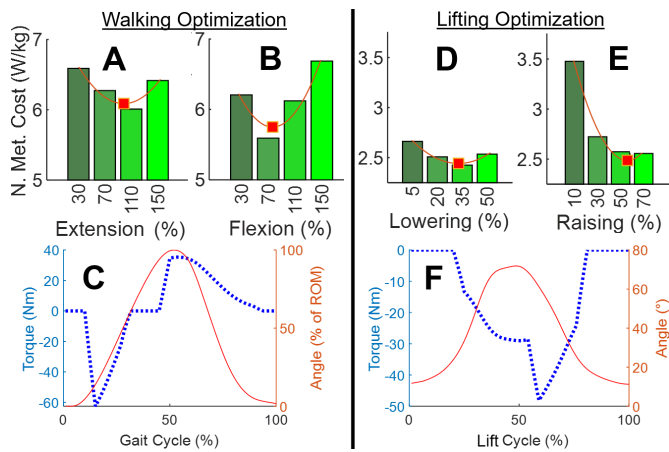 Walking Optimization
Lifting Optimization
N. Met. Cost (W/kg)
7
6
5
A
30
70
110
150
Extension (%)
7
6
5
B
30
70
110
150
Flexion (%)
3.5
3
2.5
D
5
20
35
50
Lowering (%)
3.5
3
2.5
E
10
30
50
70
Raising (%)
C
Torque (Nm)
40
20
0
-20
-40
-60
Angle (% of ROM)
100
50
0
0
50
100
Gait Cycle (%)
F
Torque (Nm)
0
-10
-20
-30
-40
-50
Angle (°)
80
60
40
20
0
0
50
100
Lift Cycle (%)